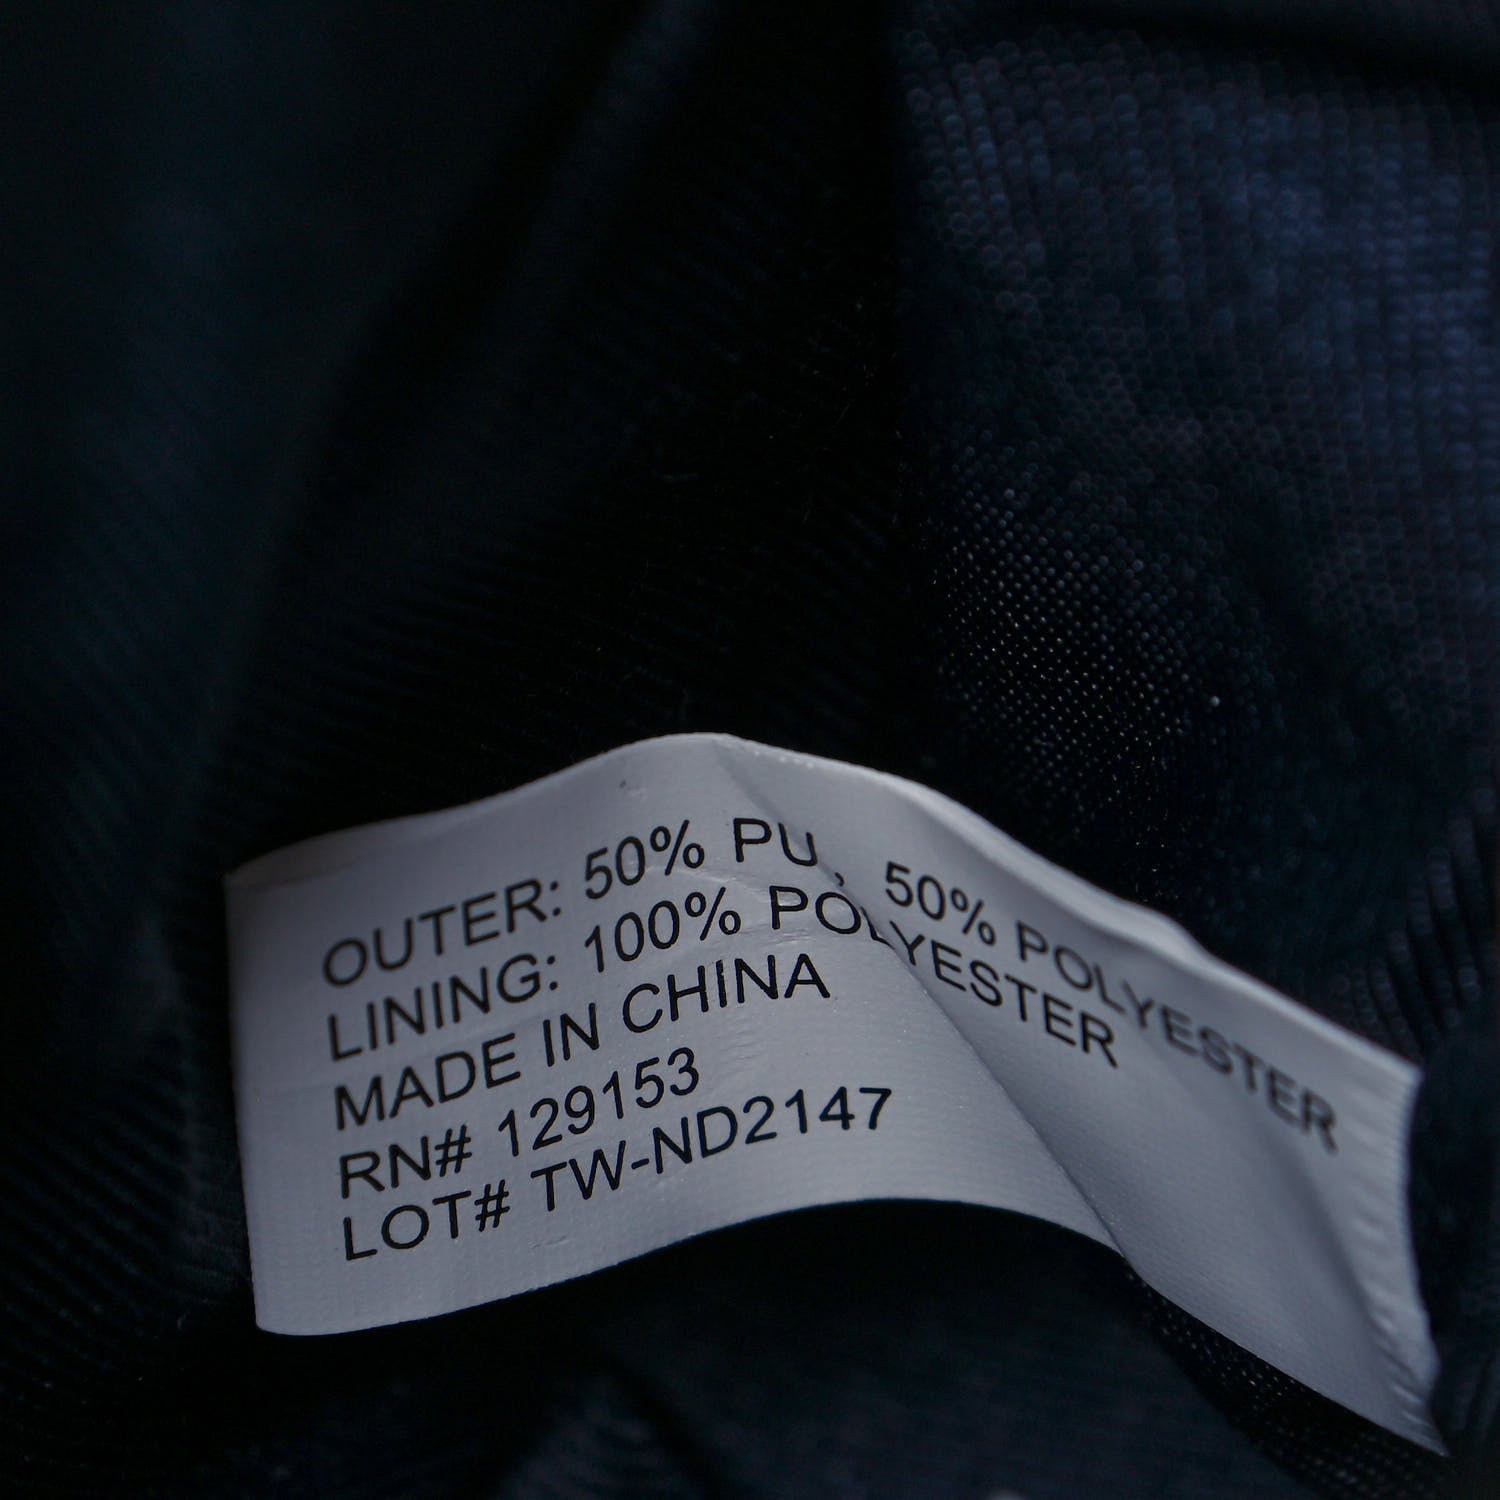 OUTER: 50% PU, 50% POLYESTER
LINING: 100% POLYESTER
MADE IN CHINA
RN# 129153
LOT# TW-ND2147